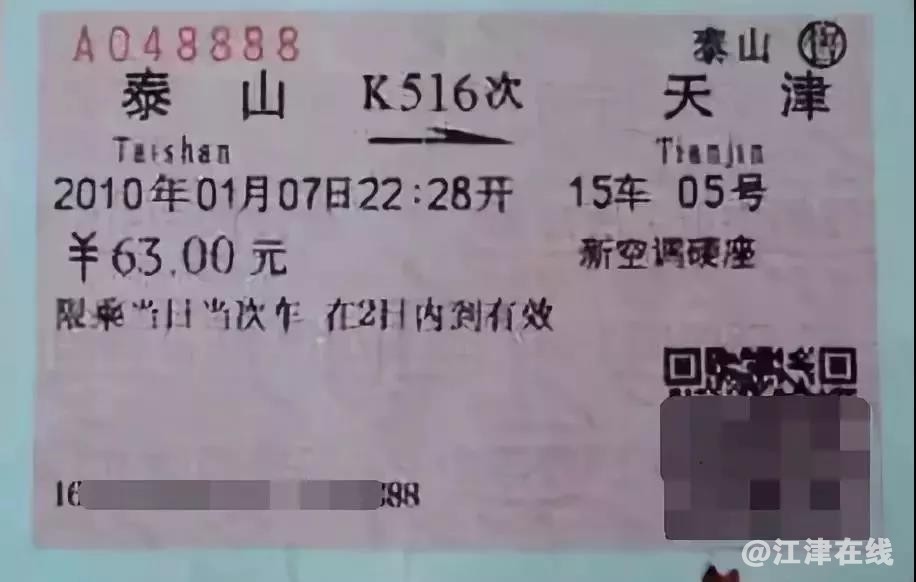 A048888 泰山 售
泰 山 K516次 天 津
Taishan Tianjin
2010年01月07日22:28开 15车 05号
￥63.00元 新空调硬座
限乘当日当次车 在2日内到有效
16
888
@江津在线